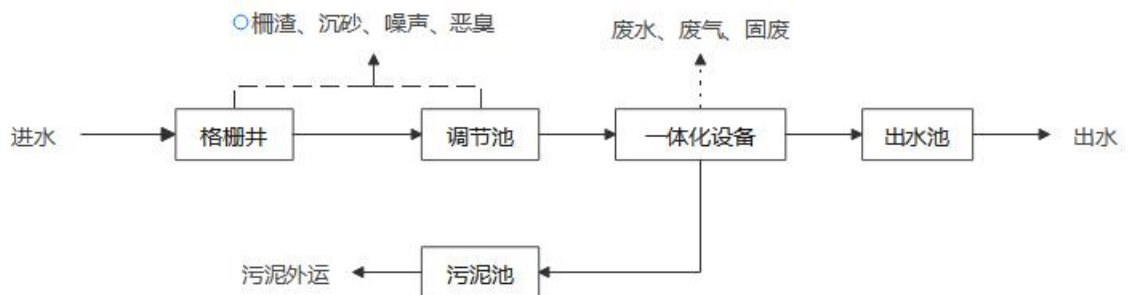 栅渣、沉砂、噪声、恶臭
废水、废气、固废
进水
格栅井
调节池
一体化设备
出水池
出水
污泥外运
污泥池